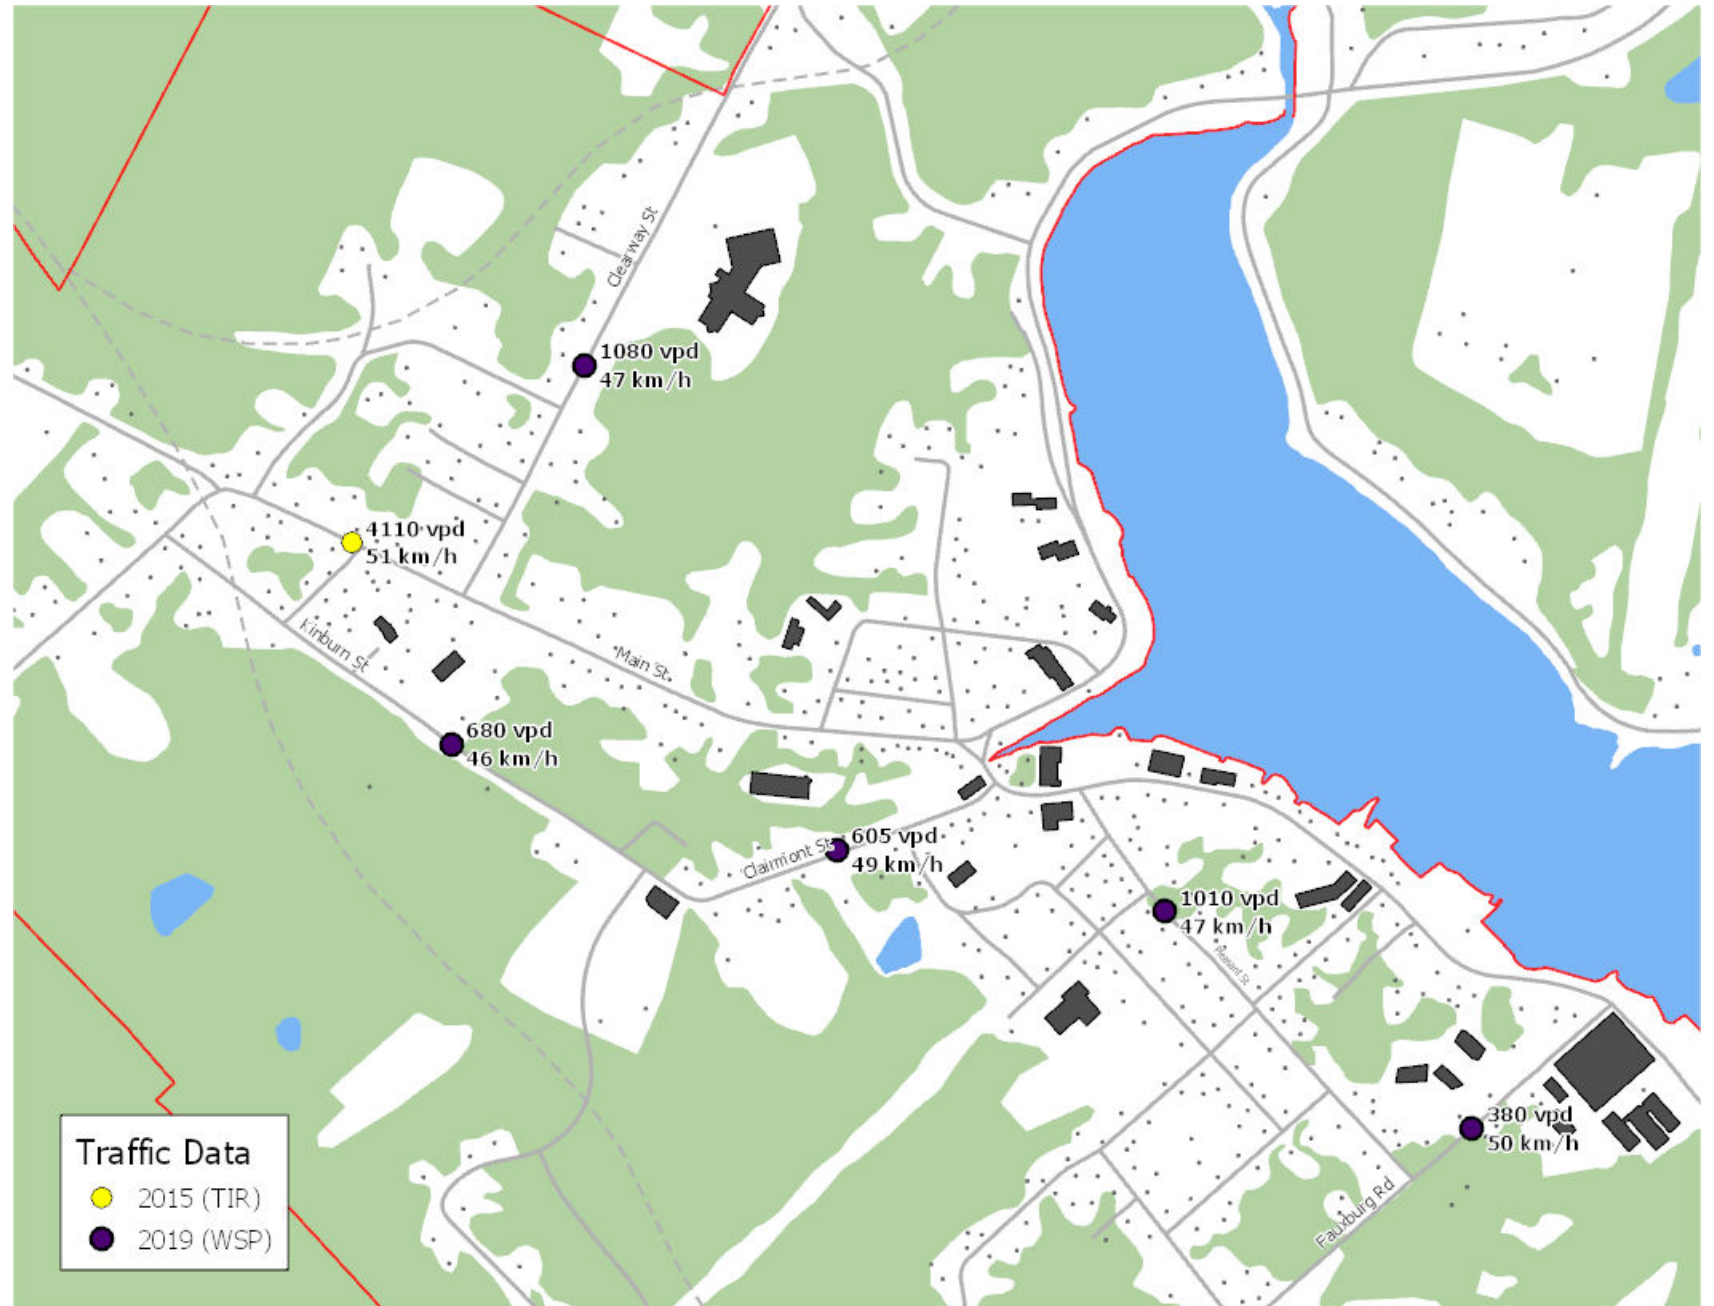 Clearway St
1080 vpd
47 km/h
4110 vpd
51 km/h
Kinburn St
Main St
680 vpd
46 km/h
Clairmont St
605 vpd
49 km/h
1010 vpd
47 km/h
Pleasant St
380 vpd
50 km/h
Fauxburg Rd
Traffic Data
2015 (TIR)
2019 (WSP)